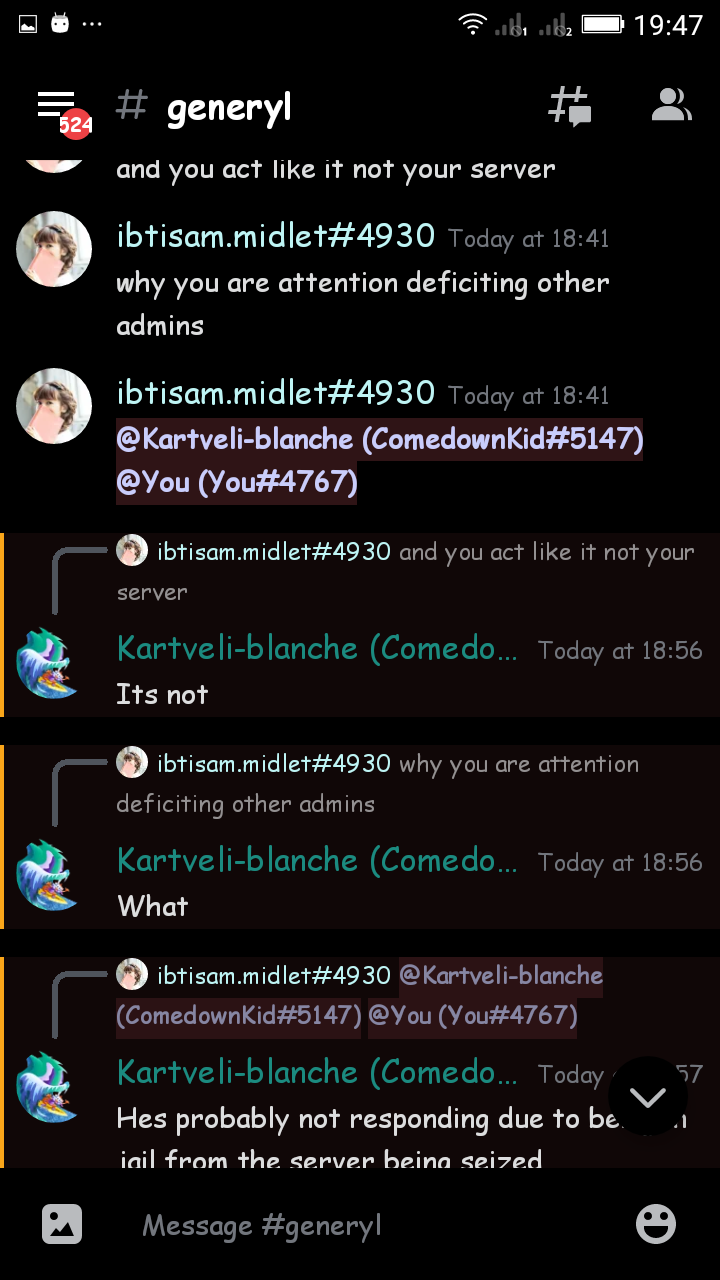 19:47
524
# generyl
and you act like it not your server
ibtisam.midlet#4930 Today at 18:41
why you are attention deficiting other
admins
ibtisam.midlet#4930 Today at 18:41
@Kartveli-blanche (ComedownKid#5147)
@You (You#4767)
ibtisam.midlet#4930 and you act like it not your
server
Kartveli-blanche (Comedo... Today at 18:56
Its not
ibtisam.midlet#4930 why you are attention
deficiting other admins
Kartveli-blanche (Comedo... Today at 18:56
What
ibtisam.midlet#4930 @Kartveli-blanche
(ComedownKid#5147) @You (You#4767)
Kartveli-blanche (Comedo... Today 57
Hes probably not responding due to be
jail from the server being seized
Message #generyl